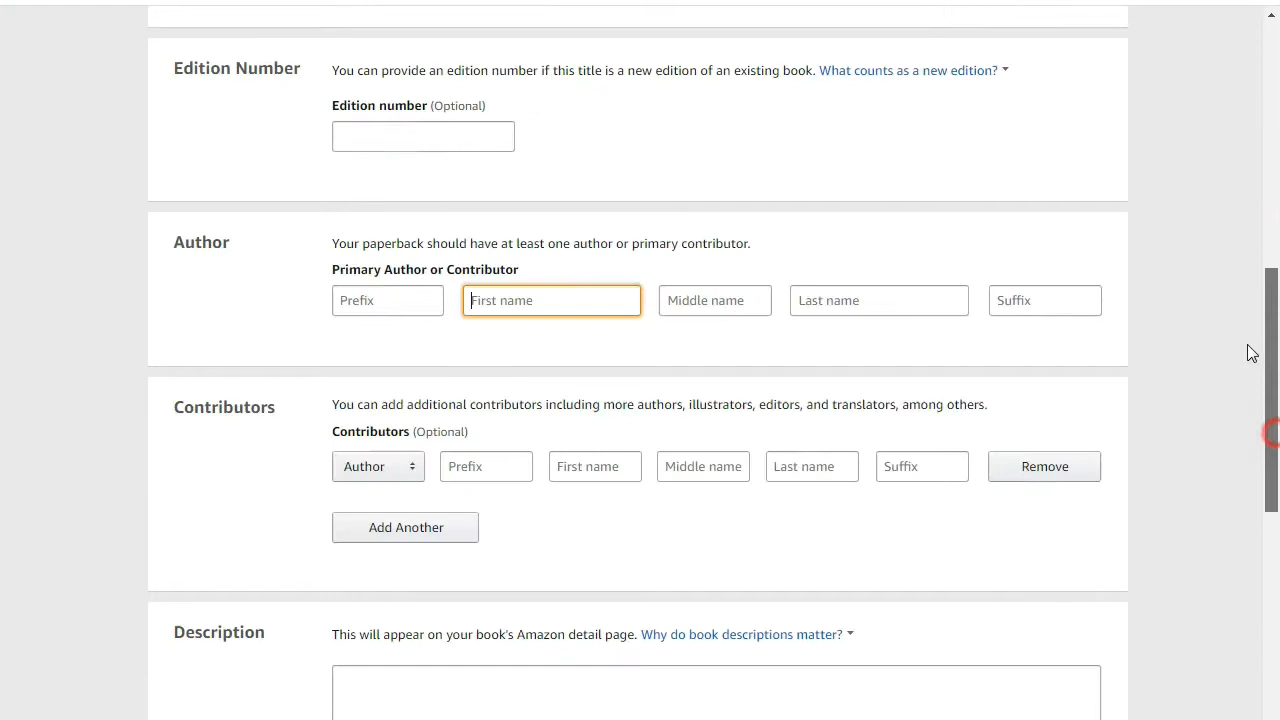 Edition Number
You can provide an edition number if this title is a new edition of an existing book. What counts as a new edition?
Edition number (Optional)
Author
Your paperback should have at least one author or primary contributor.
Primary Author or Contributor
Prefix First name Middle name Last name Suffix
Contributors
You can add additional contributors including more authors, illustrators, editors, and translators, among others.
Contributors (Optional)
Author Prefix First name Middle name Last name Suffix Remove
Add Another
Description
This will appear on your book's Amazon detail page. Why do book descriptions matter?